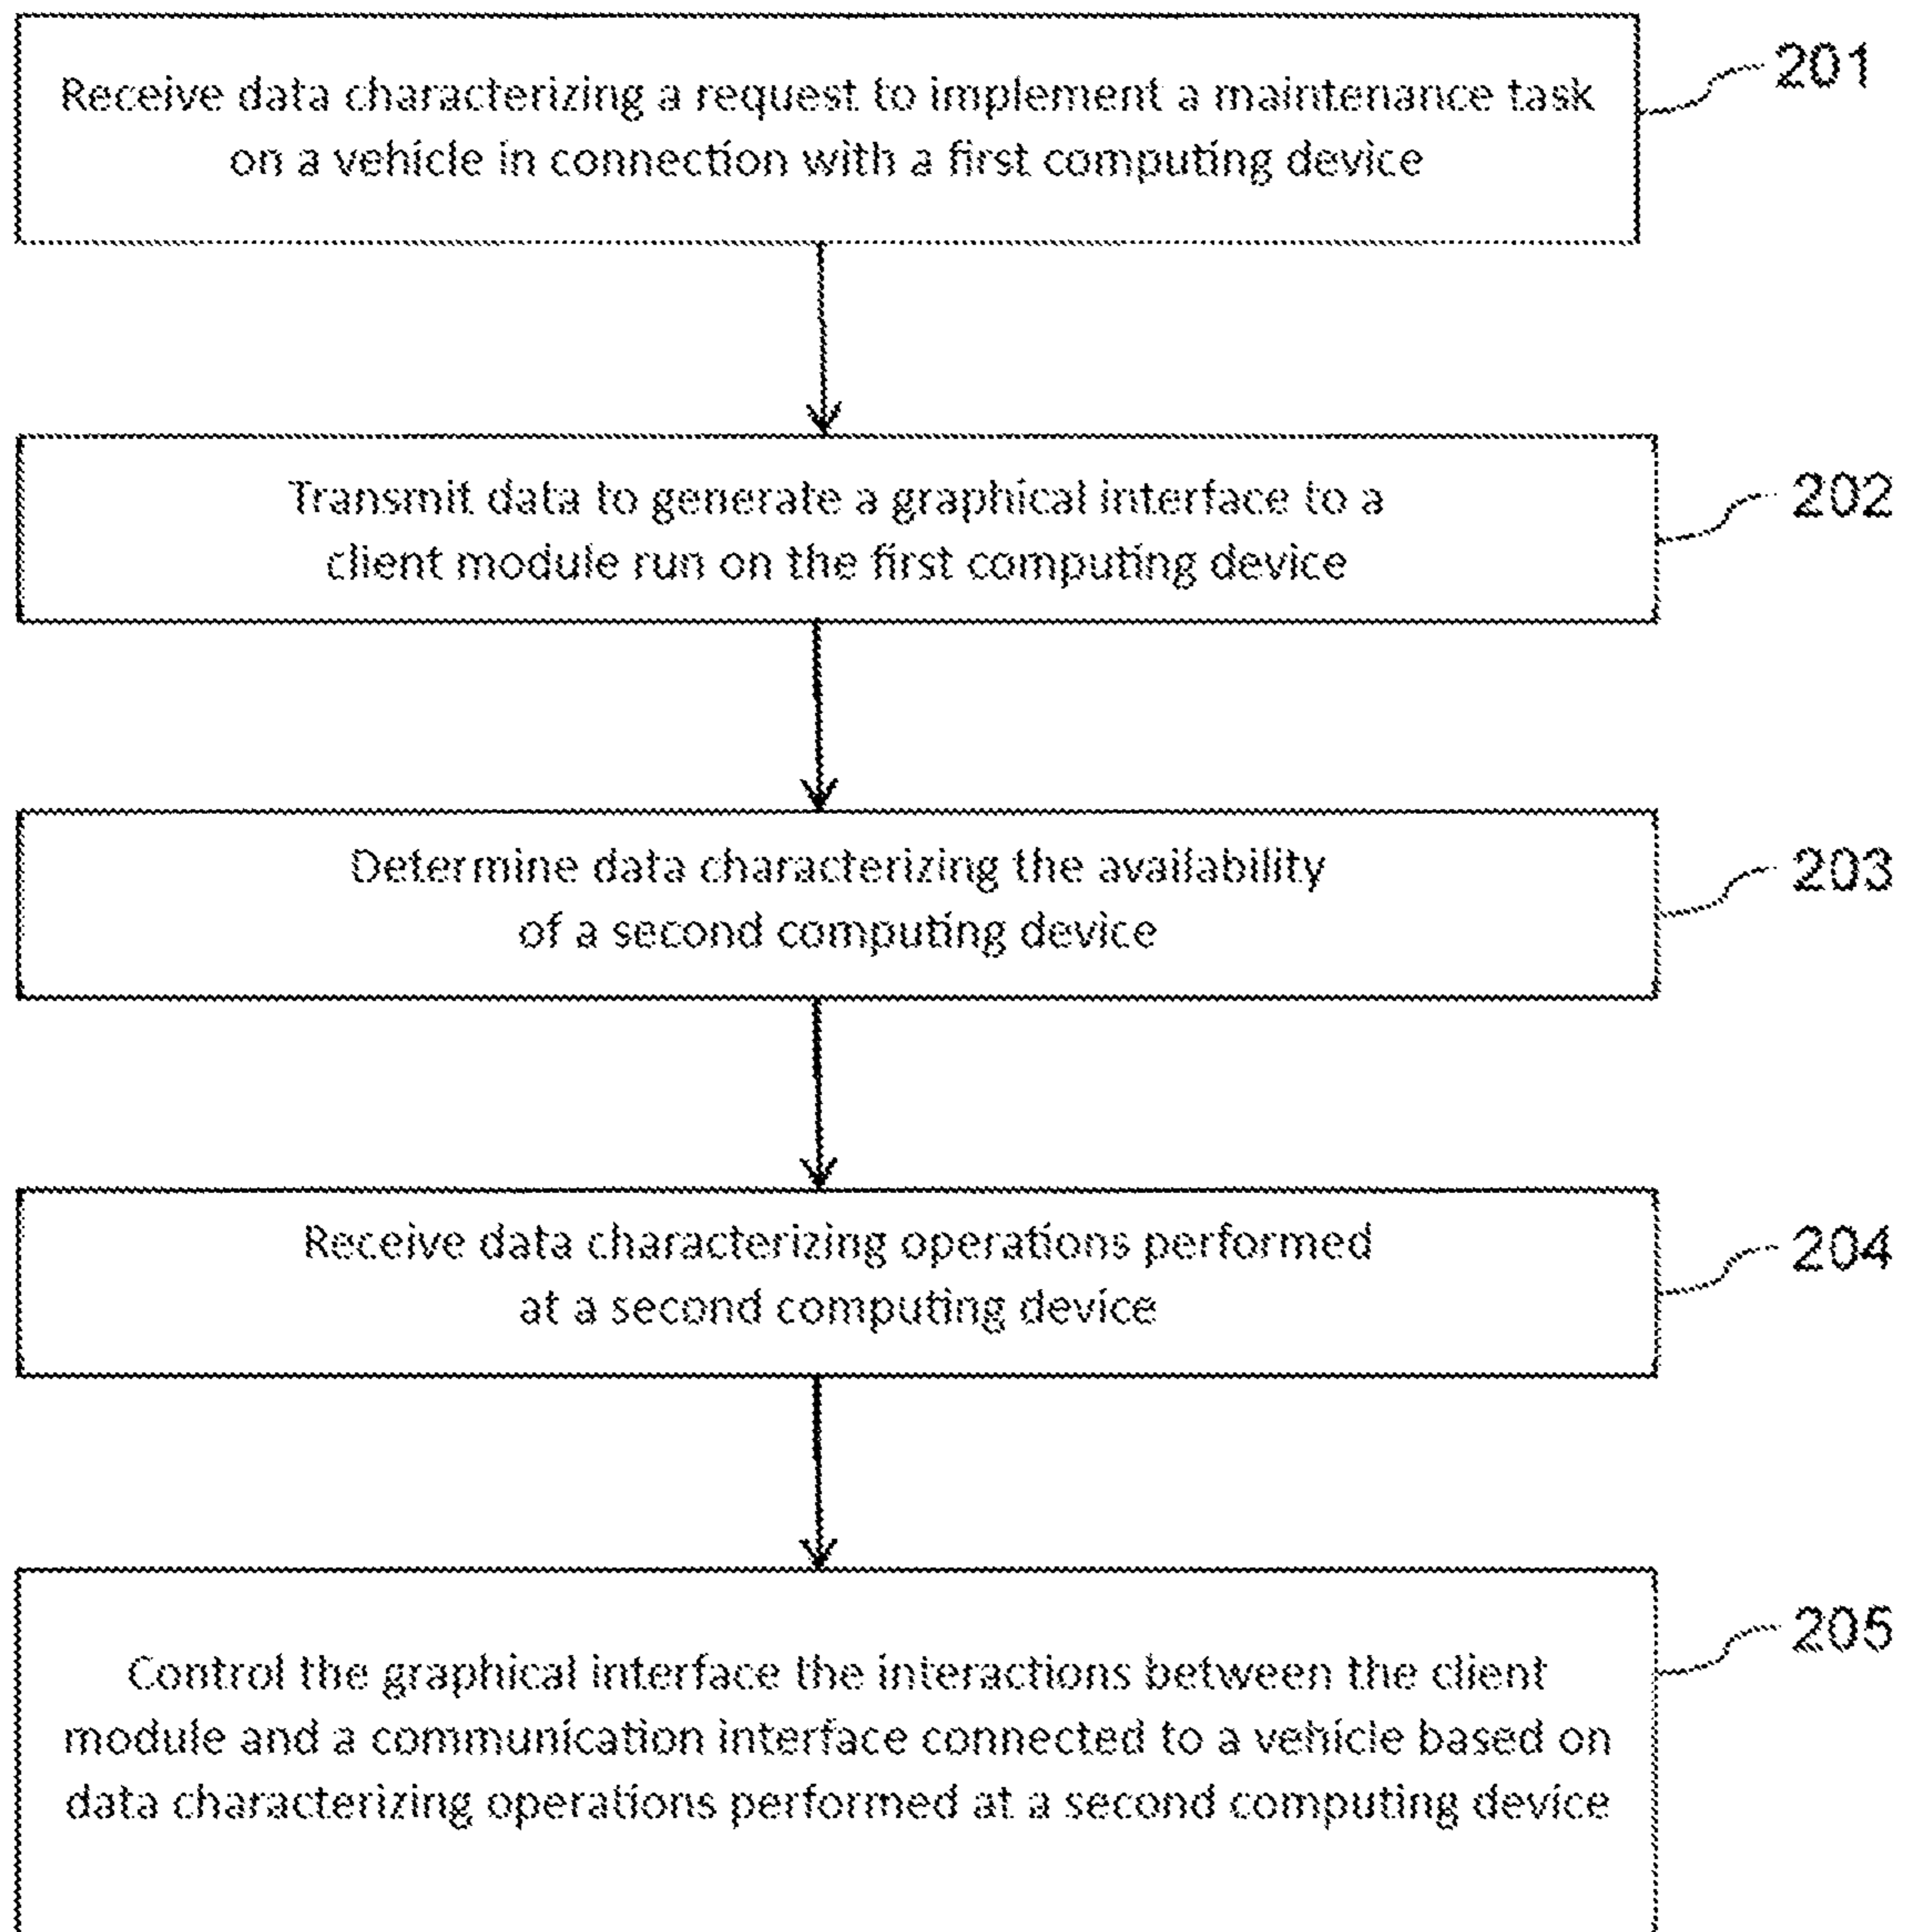 Receive data characterizing a request to implement a maintenance task
on a vehicle in connection with a first computing device
201
Transmit data to generate a graphical interface to a
client module run on the first computing device
202
Determine data characterizing the availability
of a second computing device
203
Receive data characterizing operations performed
at a second computing device
204
Control the graphical interface the interactions between the client
module and a communication interface connected to a vehicle based on
data characterizing operations performed at a second computing device
205